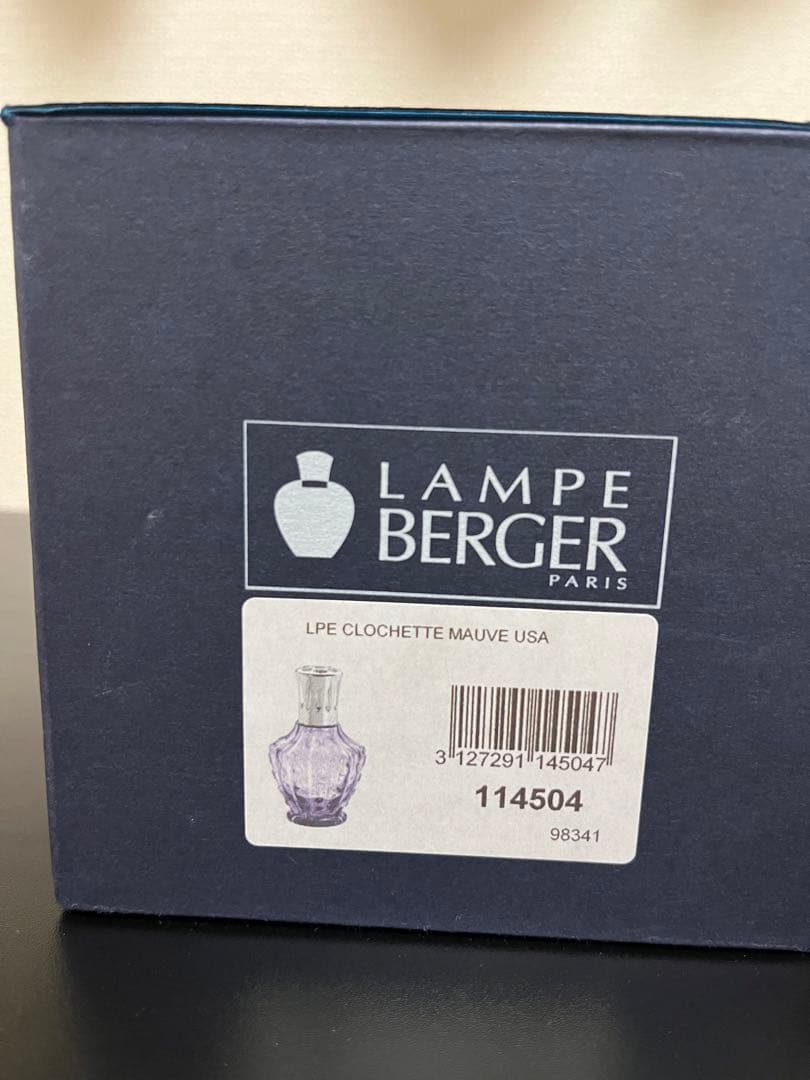 LAMPE
BERGER
PARIS
LPE CLOCHETTE MAUVE USA
3 127291 145047
114504
98341